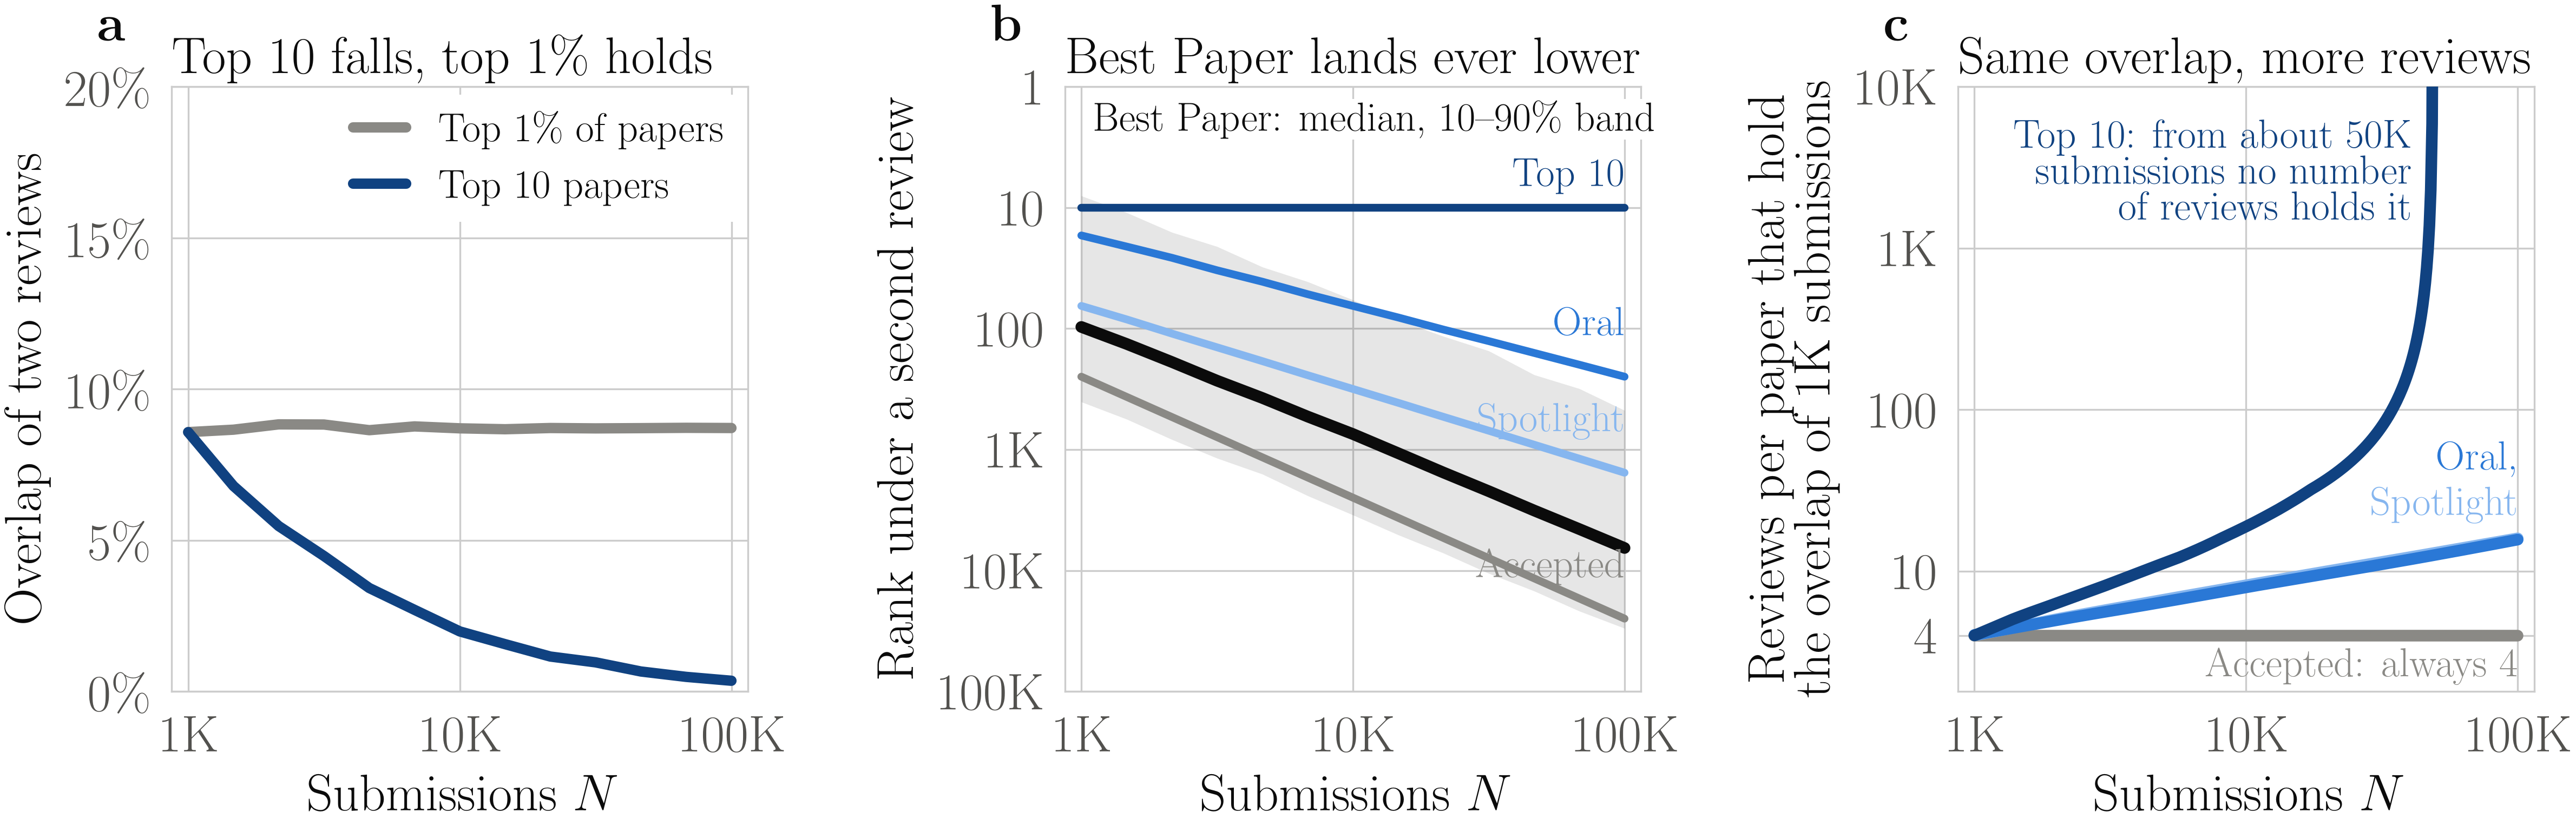 a
Top 10 falls, top 1% holds
Overlap of two reviews
20%
15%
10%
5%
0%
Top 1% of papers
Top 10 papers
1K
10K
100K
Submissions N
b
Best Paper lands ever lower
Rank under a second review
1
10
100
1K
10K
100K
Best Paper: median, 10–90% band
Top 10
Oral
Spotlight
Accepted
1K
10K
100K
Submissions N
c
Same overlap, more reviews
Reviews per paper that hold
the overlap of 1K submissions
10K
1K
100
10
4
Top 10: from about 50K
submissions no number
of reviews holds it
Oral,
Spotlight
Accepted: always 4
1K
10K
100K
Submissions N